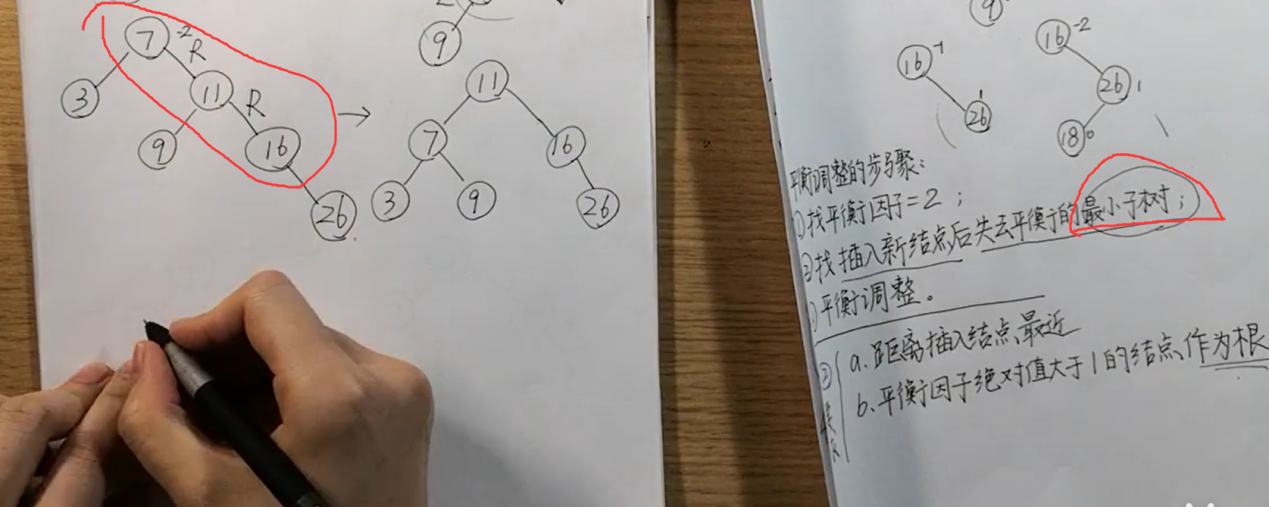 7 -2 R
3 11 R
9 16
26
9
11
7 16
3 9 26
9
16 -1
26 1
16 -2
26 1
18 0
平衡调整的步骤：
①找平衡因子=2；
②找插入新结点后失去平衡的最小子树；
③平衡调整。
② a.距离插入结点最近
b.平衡因子绝对值大于1的结点作为根